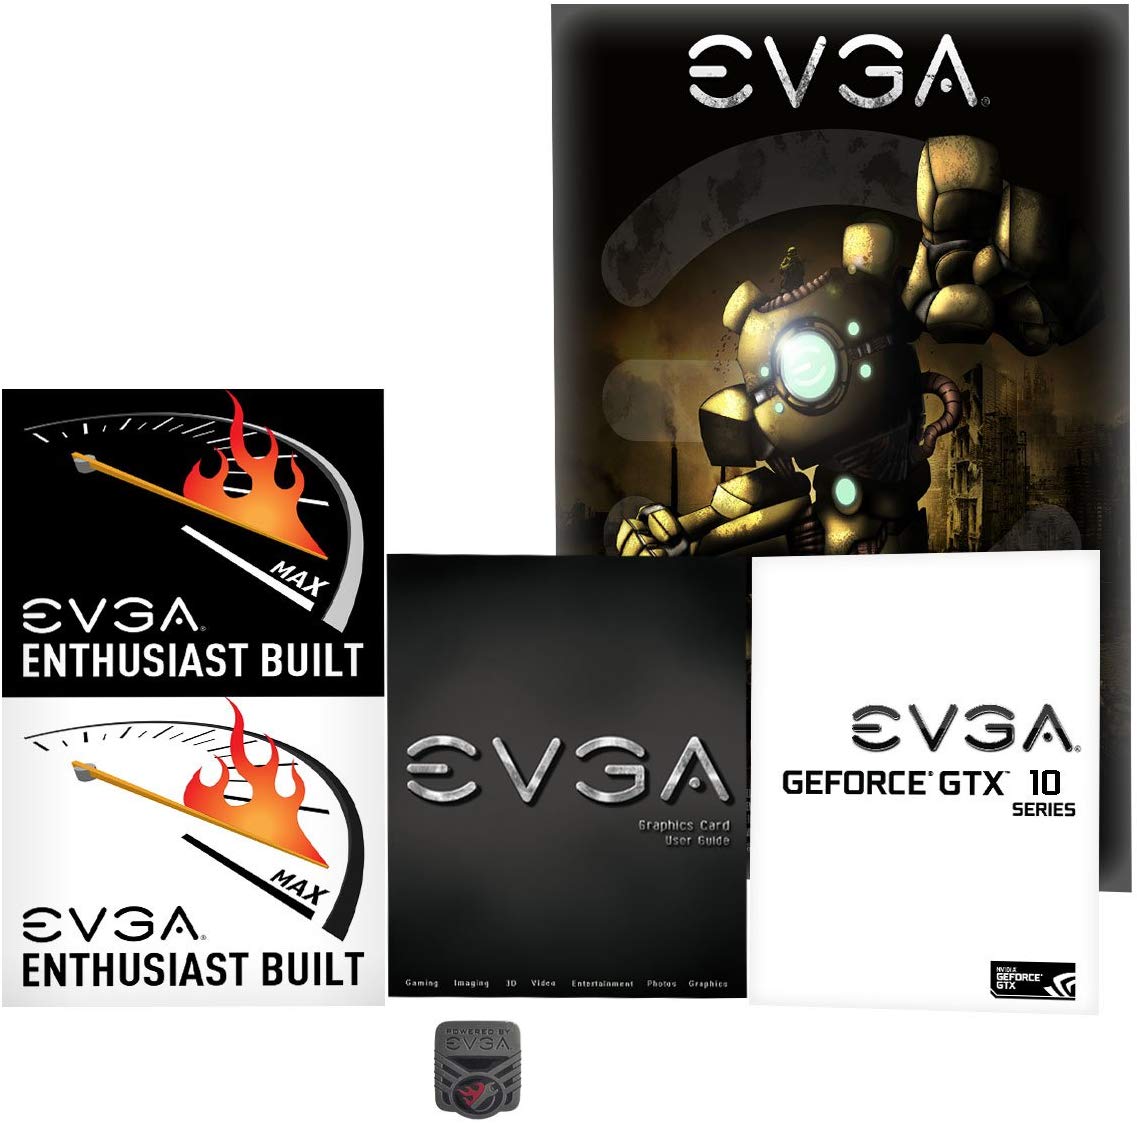 EVGA®
MAX
EVGA®
ENTHUSIAST BUILT
MAX
EVGA®
ENTHUSIAST BUILT
EVGA
Graphics Card
User Guide
Gaming Imaging 3D Video Entertainment Photos Graphics
EVGA®
GEFORCE® GTX™ 10
SERIES
NVIDIA
GEFORCE®
GTX
POWERED BY
EVGA